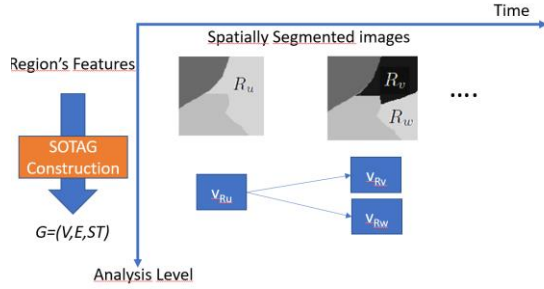 Time
Spatially Segmented images
Region's Features
R_u
R_v
R_w
....
SOTAG
Construction
v_Ru
v_Rv
v_Rw
G=(V,E,ST)
Analysis Level